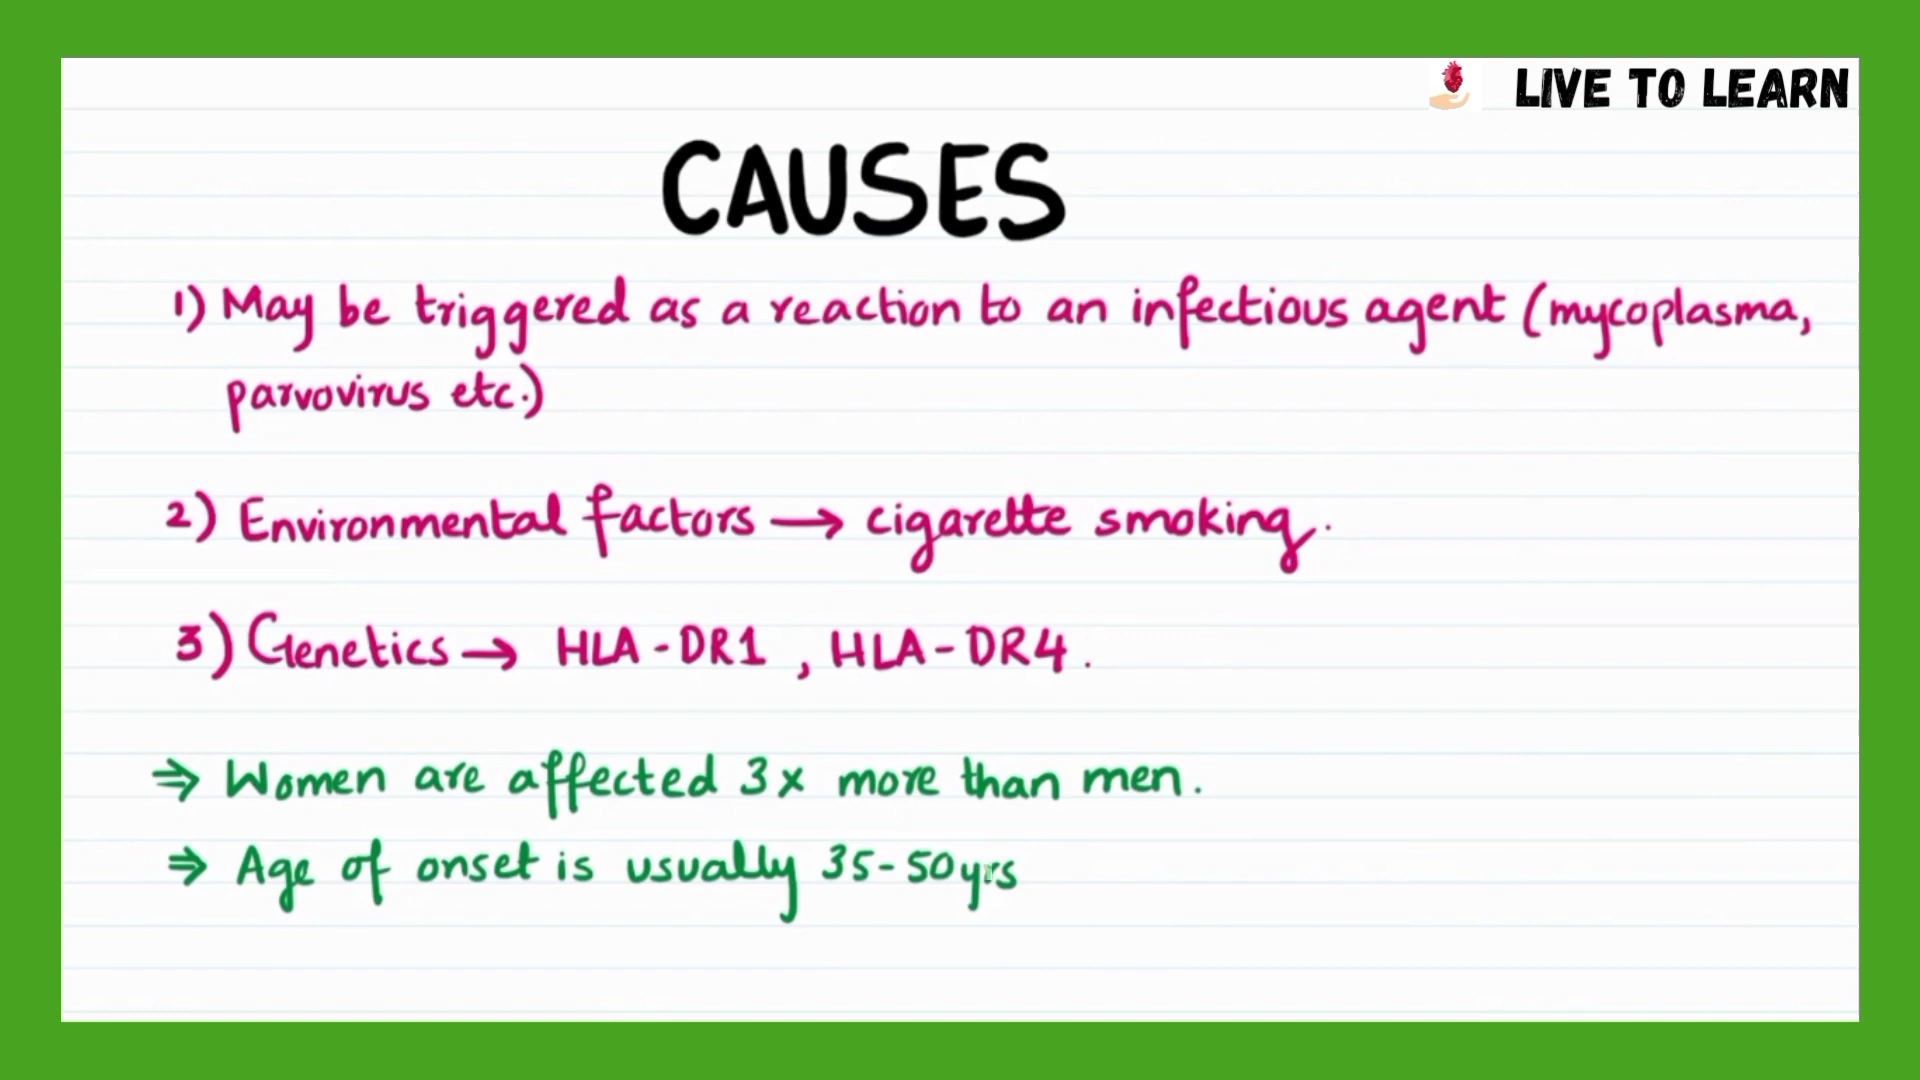 LIVE TO LEARN
CAUSES
1) May be triggered as a reaction to an infectious agent (mycoplasma,
parvovirus etc.)
2) Environmental factors → cigarette smoking.
3) Genetics → HLA-DR1, HLA-DR4.
⇒ Women are affected 3x more than men.
⇒ Age of onset is usually 35-50yrs